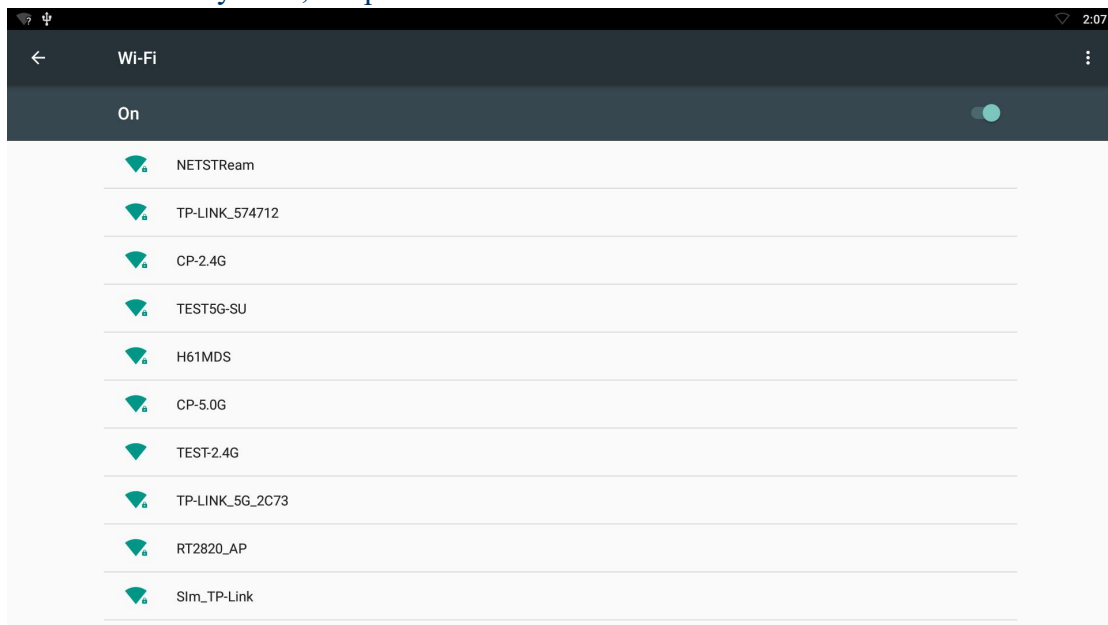 2:07
Wi-Fi
On
NETSTReam
TP-LINK_574712
CP-2.4G
TEST5G-SU
H61MDS
CP-5.0G
TEST-2.4G
TP-LINK_5G_2C73
RT2820_AP
SIm_TP-Link